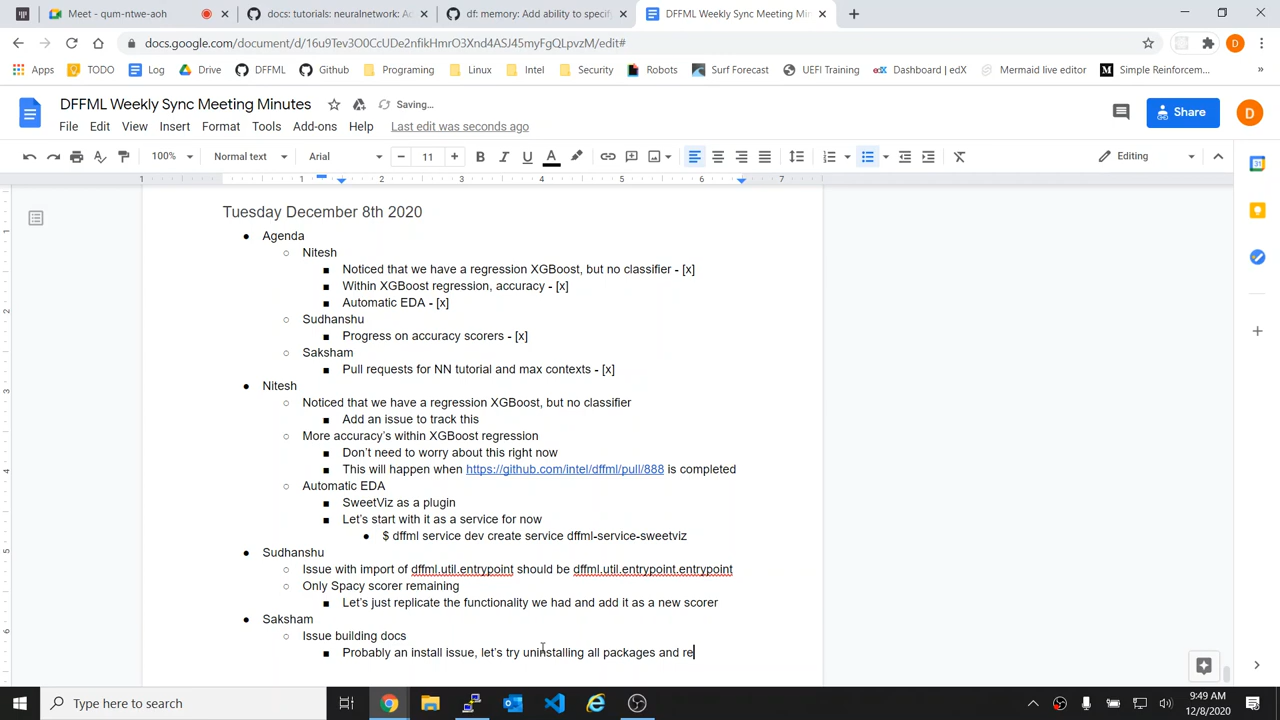 Meet - qum-ntwe-aoh
docs: tutorials: neuralnetwork: Ad
df: memory: Add ability to specify
DFFML Weekly Sync Meeting Min
docs.google.com/document/d/16u9Tev3O0CcUDe2nfikHmrO3Xnd4ASJ45myFgQLpvzM/edit#
D
Apps TODO Log Drive DFFML Github Programing Linux Intel Security Robots Surf Forecast UEFI Training Dashboard | edX Mermaid live editor Simple Reinforcem...
DFFML Weekly Sync Meeting Minutes
Saving...
Share
D
File Edit View Insert Format Tools Add-ons Help Last edit was seconds ago
100% Normal text Arial 11 Editing
1 1 2 3 4 5 6 7
Tuesday December 8th 2020
Agenda
Nitesh
Noticed that we have a regression XGBoost, but no classifier - [x]
Within XGBoost regression, accuracy - [x]
Automatic EDA - [x]
Sudhanshu
Progress on accuracy scorers - [x]
Saksham
Pull requests for NN tutorial and max contexts - [x]
Nitesh
Noticed that we have a regression XGBoost, but no classifier
Add an issue to track this
More accuracy's within XGBoost regression
Don't need to worry about this right now
This will happen when https://github.com/intel/dffml/pull/888 is completed
Automatic EDA
SweetViz as a plugin
Let's start with it as a service for now
$ dffml service dev create service dffml-service-sweetviz
Sudhanshu
Issue with import of dffml.util.entrypoint should be dffml.util.entrypoint.entrypoint
Only Spacy scorer remaining
Let's just replicate the functionality we had and add it as a new scorer
Saksham
Issue building docs
Probably an install issue, let's try uninstalling all packages and re
Type here to search
9:49 AM
12/8/2020